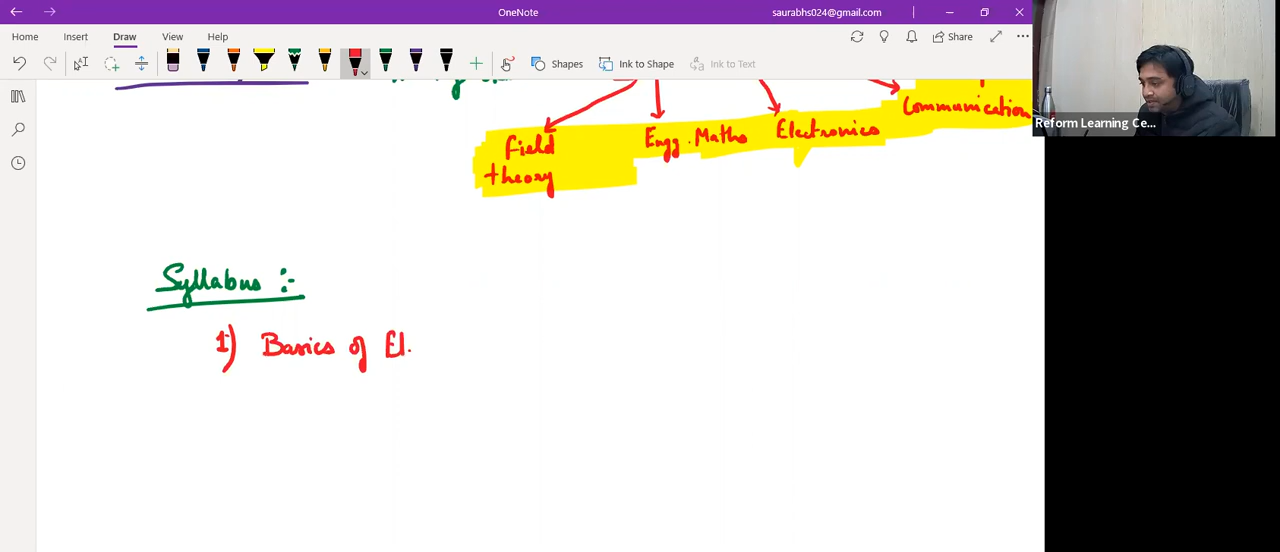 OneNote
saurabhs024@gmail.com
Home Insert Draw View Help
Share
Shapes
Ink to Shape
Ink to Text
Communication
Field
theory
Engg. Maths
Electronics
Reform Learning Ce...
Syllabus :-
1) Basics of El.